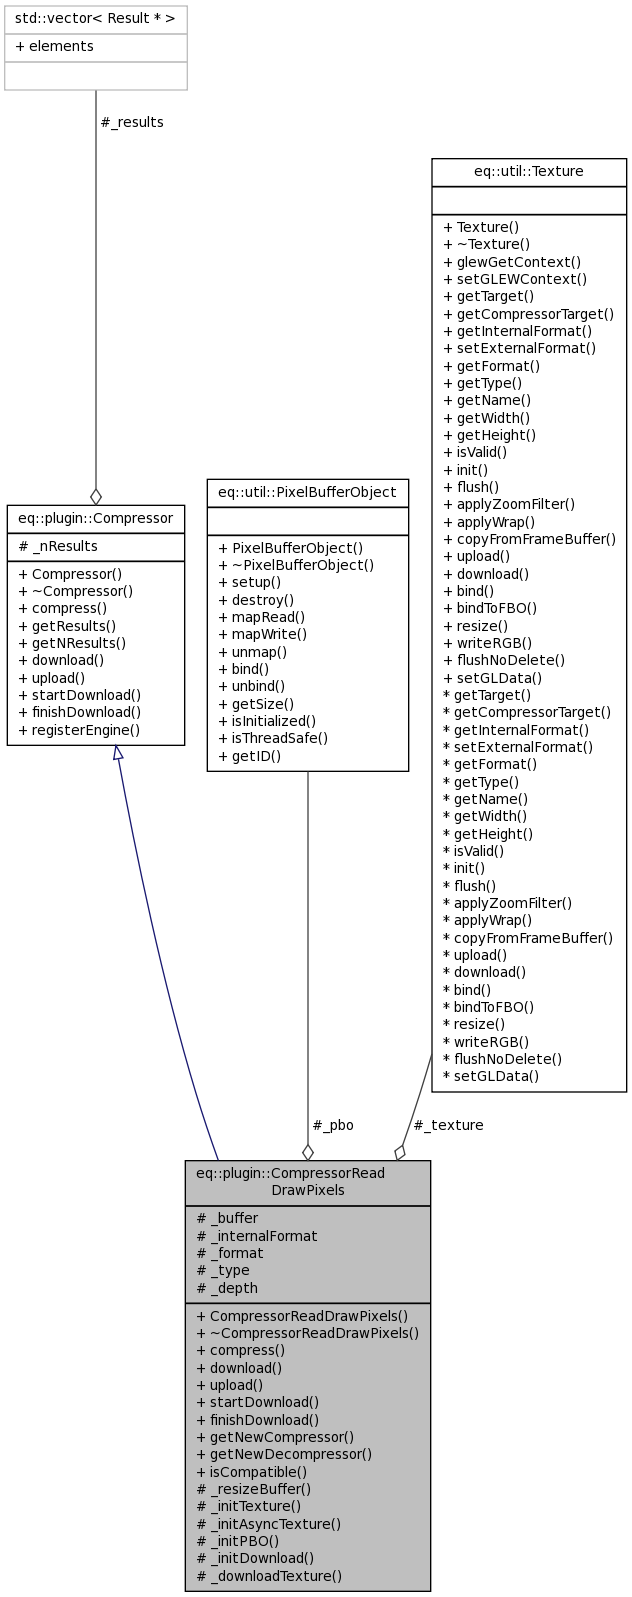 std::vector< Result * >
+ elements
#_results
eq::plugin::Compressor
# _nResults
+ Compressor()
+ ~Compressor()
+ compress()
+ getResults()
+ getNResults()
+ download()
+ upload()
+ startDownload()
+ finishDownload()
+ registerEngine()
eq::util::PixelBufferObject
+ PixelBufferObject()
+ ~PixelBufferObject()
+ setup()
+ destroy()
+ mapRead()
+ mapWrite()
+ unmap()
+ bind()
+ unbind()
+ getSize()
+ isInitialized()
+ isThreadSafe()
+ getID()
eq::util::Texture
+ Texture()
+ ~Texture()
+ glewGetContext()
+ setGLEWContext()
+ getTarget()
+ getCompressorTarget()
+ getInternalFormat()
+ setExternalFormat()
+ getFormat()
+ getType()
+ getName()
+ getWidth()
+ getHeight()
+ isValid()
+ init()
+ flush()
+ applyZoomFilter()
+ applyWrap()
+ copyFromFrameBuffer()
+ upload()
+ download()
+ bind()
+ bindToFBO()
+ resize()
+ writeRGB()
+ flushNoDelete()
+ setGLData()
* getTarget()
* getCompressorTarget()
* getInternalFormat()
* setExternalFormat()
* getFormat()
* getType()
* getName()
* getWidth()
* getHeight()
* isValid()
* init()
* flush()
* applyZoomFilter()
* applyWrap()
* copyFromFrameBuffer()
* upload()
* download()
* bind()
* bindToFBO()
* resize()
* writeRGB()
* flushNoDelete()
* setGLData()
#_pbo
#_texture
eq::plugin::CompressorRead
DrawPixels
# _buffer
# _internalFormat
# _format
# _type
# _depth
+ CompressorReadDrawPixels()
+ ~CompressorReadDrawPixels()
+ compress()
+ download()
+ upload()
+ startDownload()
+ finishDownload()
+ getNewCompressor()
+ getNewDecompressor()
+ isCompatible()
# _resizeBuffer()
# _initTexture()
# _initAsyncTexture()
# _initPBO()
# _initDownload()
# _downloadTexture()